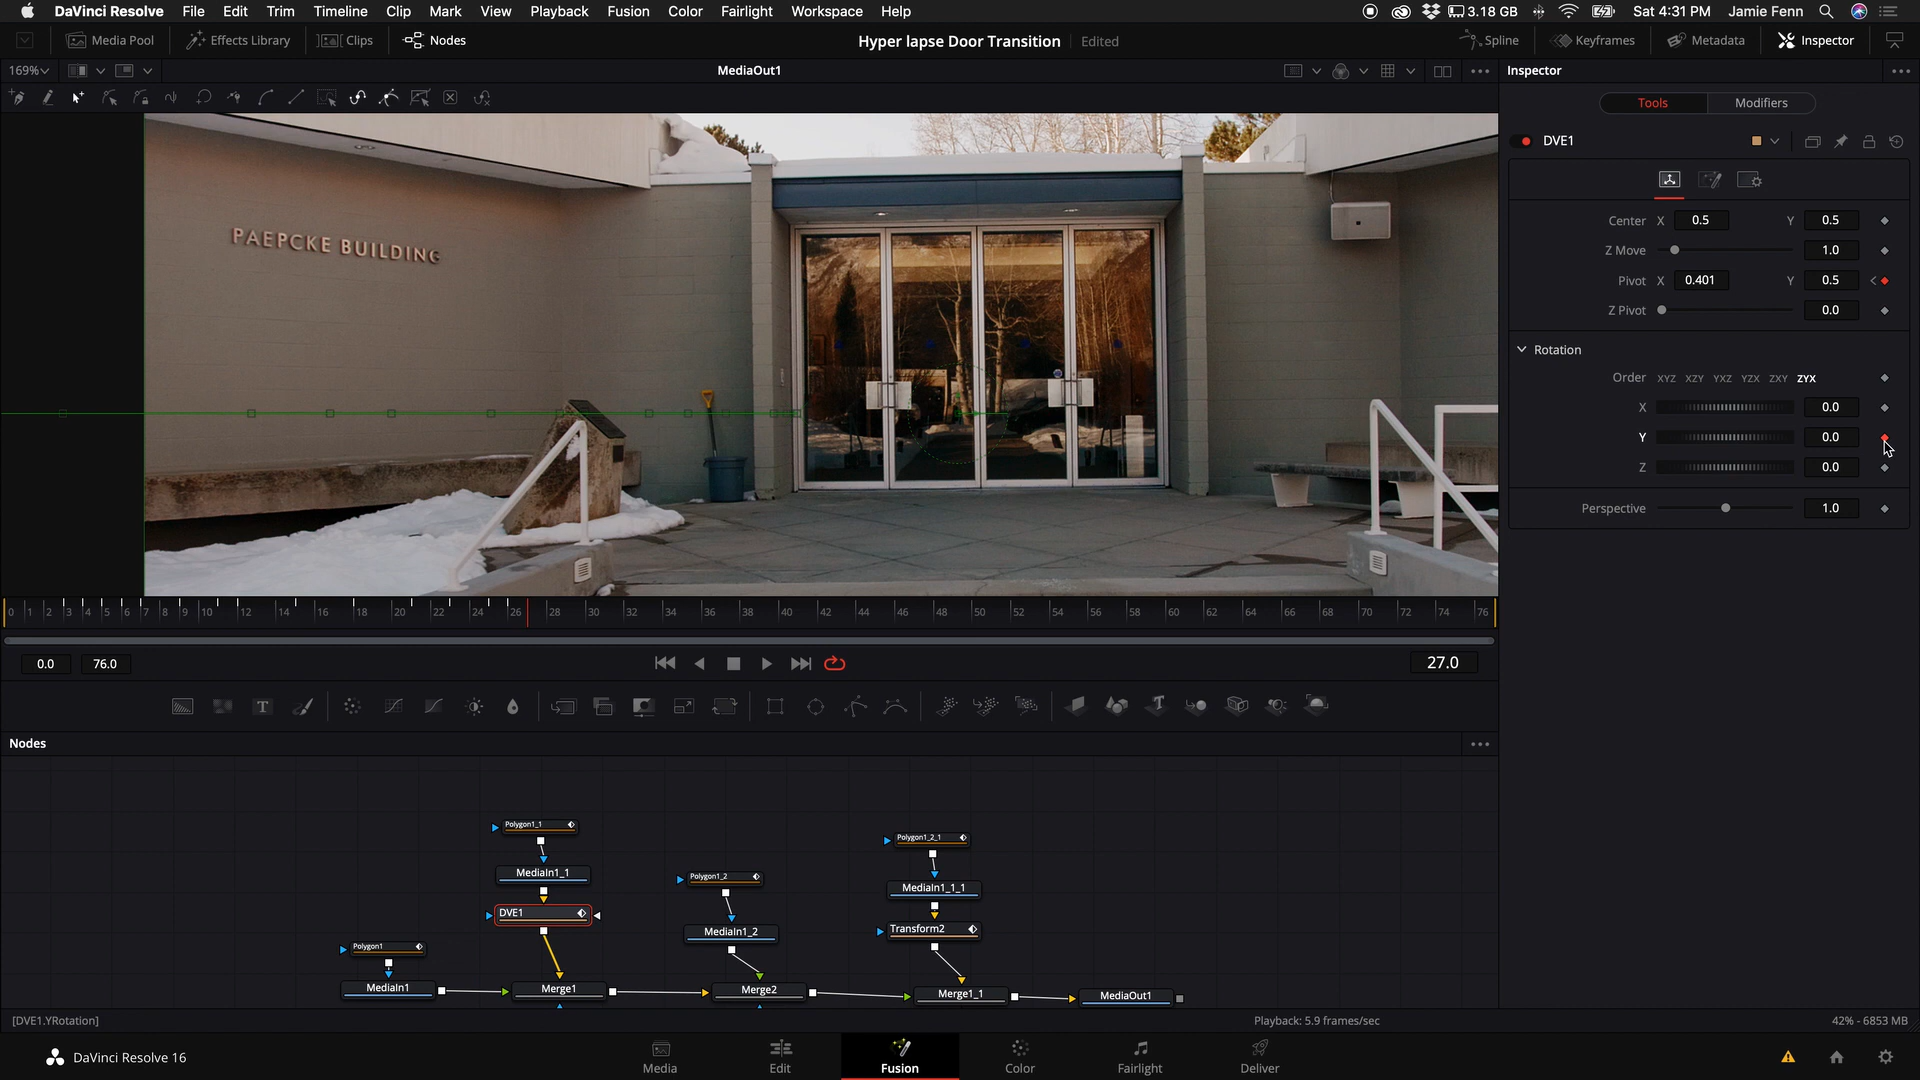 DaVinci Resolve File Edit Trim Timeline Clip Mark View Playback Fusion Color Fairlight Workspace Help 3.18 GB Sat 4:31 PM Jamie Fenn
Media Pool Effects Library Clips Nodes Hyper lapse Door Transition Edited Spline Keyframes Metadata Inspector
169% MediaOut1 Inspector
Tools Modifiers
DVE1
Center X 0.5 Y 0.5
Z Move 1.0
Pivot X 0.401 Y 0.5
Z Pivot 0.0
Rotation
Order XYZ XZY YXZ YZX ZXY ZYX
X 0.0
Y 0.0
Z 0.0
Perspective 1.0
PAEPCKE BUILDING
0 1 2 3 4 5 6 7 8 9 10 12 14 16 18 20 22 24 26 28 30 32 34 36 38 40 42 44 46 48 50 52 54 56 58 60 62 64 66 68 70 72 74 76
0.0 76.0 27.0
T T
Nodes
Polygon1_1
MediaIn1_1
DVE1
Polygon1_2
MediaIn1_2
Polygon1_2_1
MediaIn1_1_1
Transform2
Polygon1
MediaIn1 Merge1 Merge2 Merge1_1 MediaOut1
[DVE1.YRotation] Playback: 5.9 frames/sec 42% - 6853 MB
DaVinci Resolve 16 Media Edit Fusion Color Fairlight Deliver